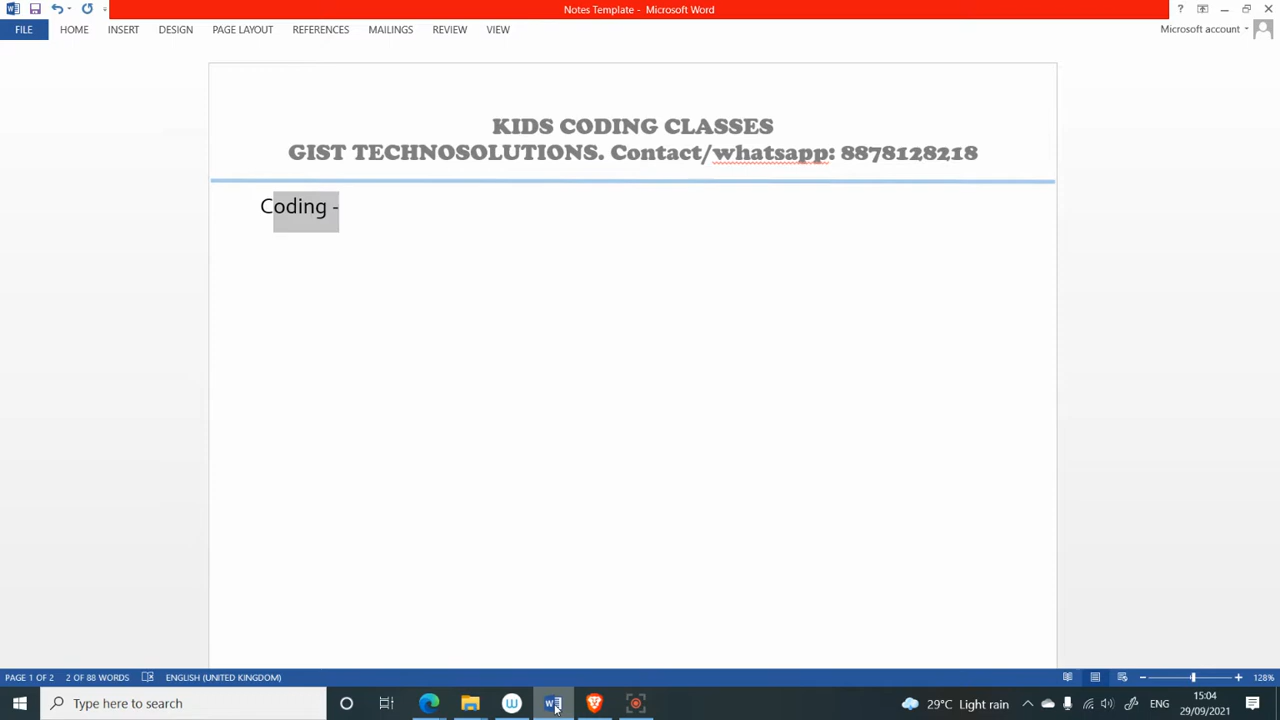 Notes Template - Microsoft Word
?
FILE HOME INSERT DESIGN PAGE LAYOUT REFERENCES MAILINGS REVIEW VIEW
Microsoft account
KIDS CODING CLASSES
GIST TECHNOSOLUTIONS. Contact/whatsapp: 8878128218
Coding -
PAGE 1 OF 2 2 OF 88 WORDS ENGLISH (UNITED KINGDOM)
128%
Type here to search
29°C Light rain
ENG
15:04
29/09/2021